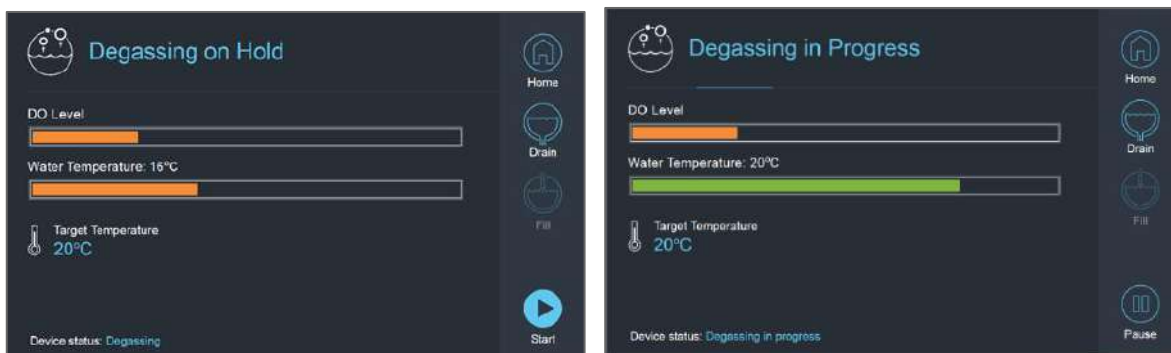 Degassing on Hold
Home
DO Level
Drain
Water Temperature: 16°C
Fill
Target Temperature
20°C
Device status: Degassing
Start
Degassing in Progress
Home
DO Level
Drain
Water Temperature: 20°C
Fill
Target Temperature
20°C
Device status: Degassing in progress
Pause